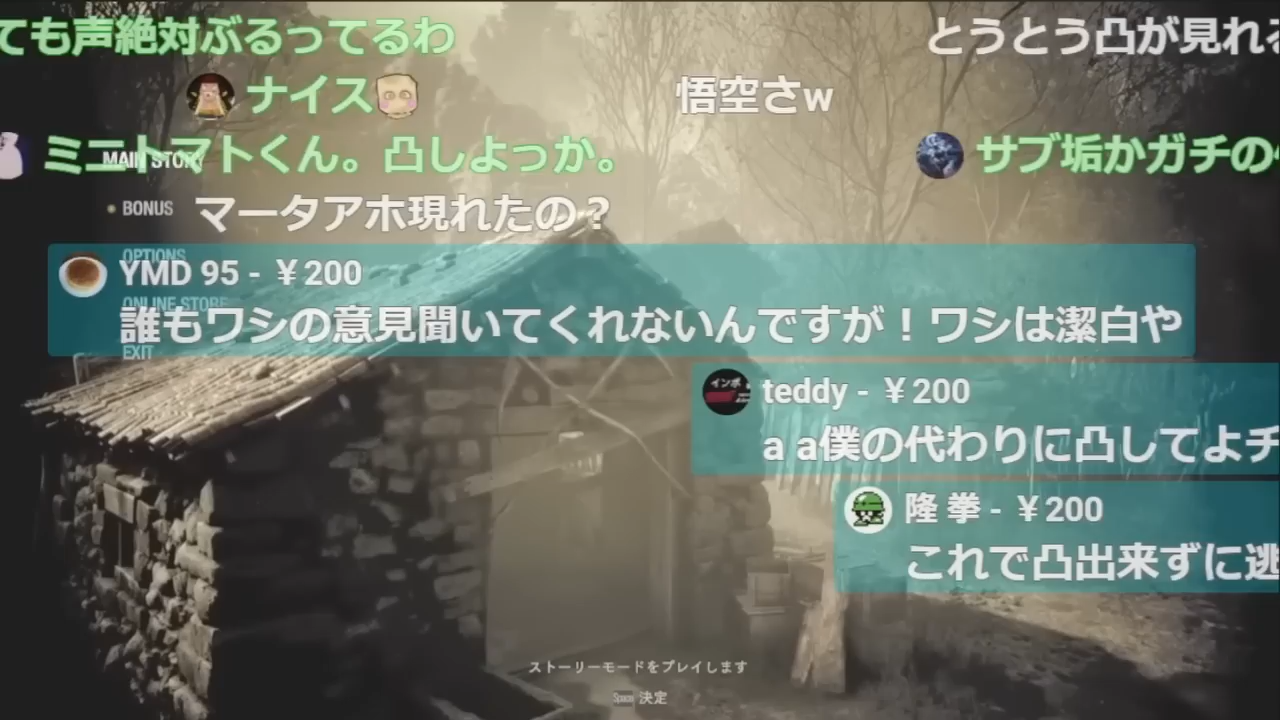 ても声絶対ぶるってるわ
とうとう凸が見れる
ナイス
悟空さw
ミニトマトくん。凸しよっか。
サブ垢かガチの
MAIN STORY
BONUS
マータアホ現れたの？
OPTIONS
YMD 95 - ￥200
ONLINE STORE
誰もワシの意見聞いてくれないんですが！ワシは潔白や
EXIT
インポ
teddy - ￥200
a a僕の代わりに凸してよチ
隆 拳 - ￥200
これで凸出来ずに逃
ストーリーモードをプレイします
Space 決定